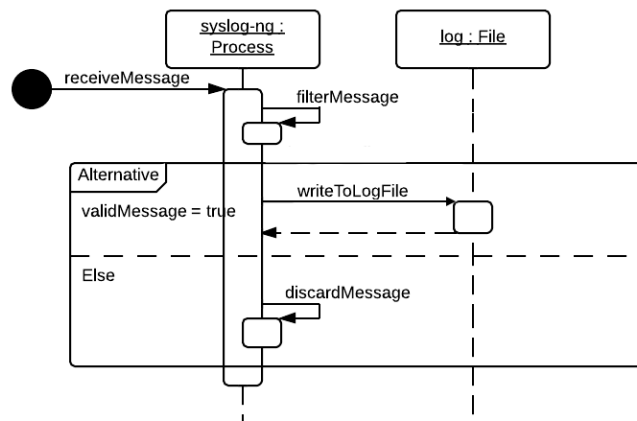 syslog-ng :
Process
log : File
receiveMessage
filterMessage
Alternative
writeToLogFile
validMessage = true
Else
discardMessage